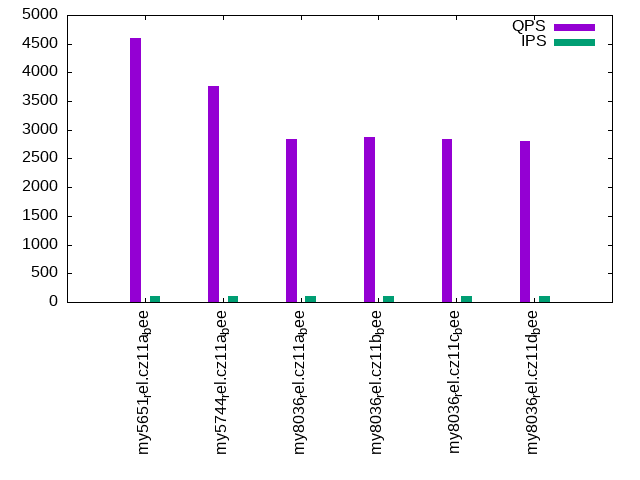 5000
4500
4000
3500
3000
2500
2000
1500
1000
500
0
QPS
IPS
my5651rel.cz11abee
my5744rel.cz11abee
my8036rel.cz11abee
my8036rel.cz11bbee
my8036rel.cz11cbee
my8036rel.cz11dbee